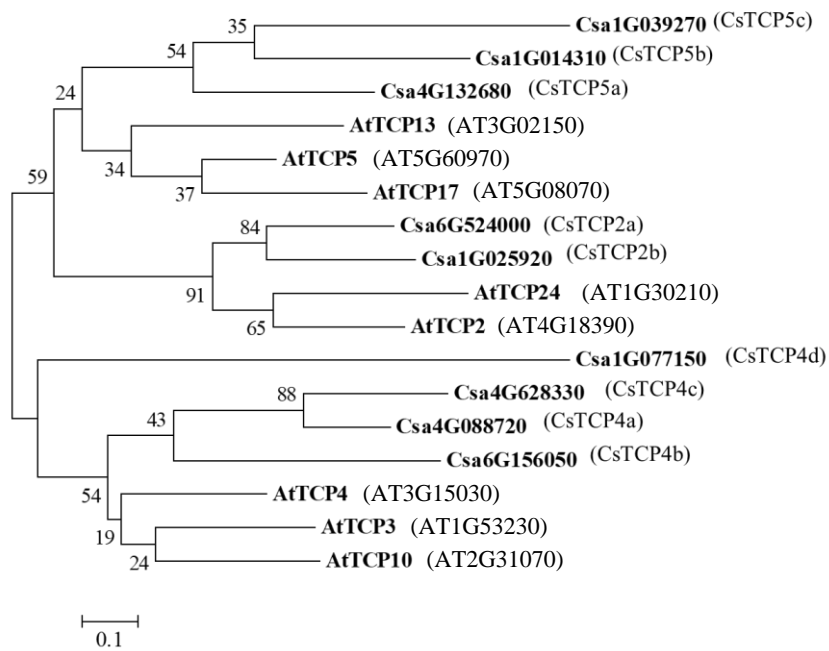 35
Csa1G039270 (CsTCP5c)
54
Csa1G014310 (CsTCP5b)
24
Csa4G132680 (CsTCP5a)
AtTCP13 (AT3G02150)
34
AtTCP5 (AT5G60970)
59
37
AtTCP17 (AT5G08070)
84
Csa6G524000 (CsTCP2a)
Csa1G025920 (CsTCP2b)
91
AtTCP24 (AT1G30210)
65
AtTCP2 (AT4G18390)
Csa1G077150 (CsTCP4d)
88
Csa4G628330 (CsTCP4c)
43
Csa4G088720 (CsTCP4a)
Csa6G156050 (CsTCP4b)
54
AtTCP4 (AT3G15030)
19
AtTCP3 (AT1G53230)
24
AtTCP10 (AT2G31070)
0.1